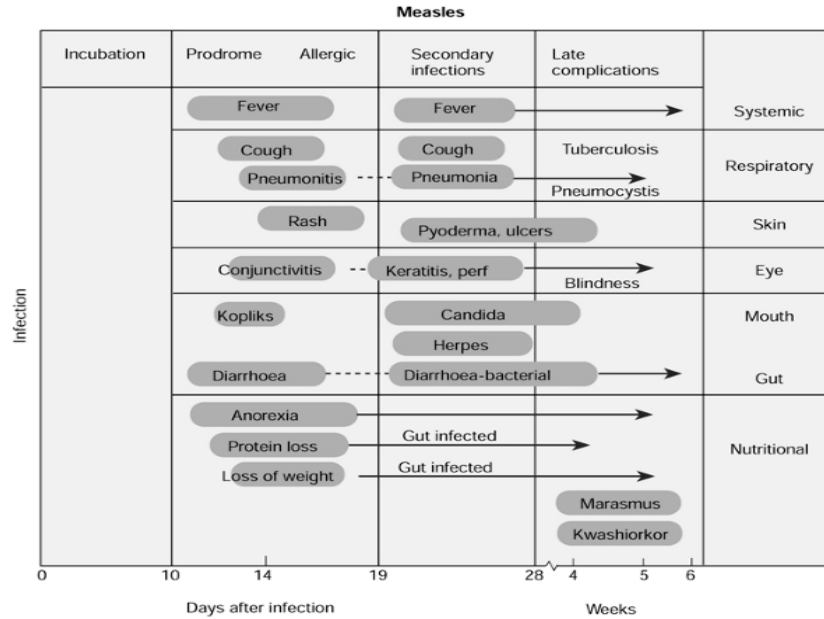 Measles
Incubation
Prodrome
Allergic
Secondary
infections
Late
complications
Fever
Fever
Systemic
Cough
Cough
Tuberculosis
Respiratory
Pneumonitis
Pneumonia
Pneumocystis
Rash
Pyoderma, ulcers
Skin
Conjunctivitis
Keratitis, perf
Blindness
Eye
Kopliks
Candida
Mouth
Herpes
Diarrhoea
Diarrhoea-bacterial
Gut
Anorexia
Protein loss
Gut infected
Nutritional
Loss of weight
Gut infected
Marasmus
Kwashiorkor
Infection
0
10
14
19
28
4
5
6
Days after infection
Weeks